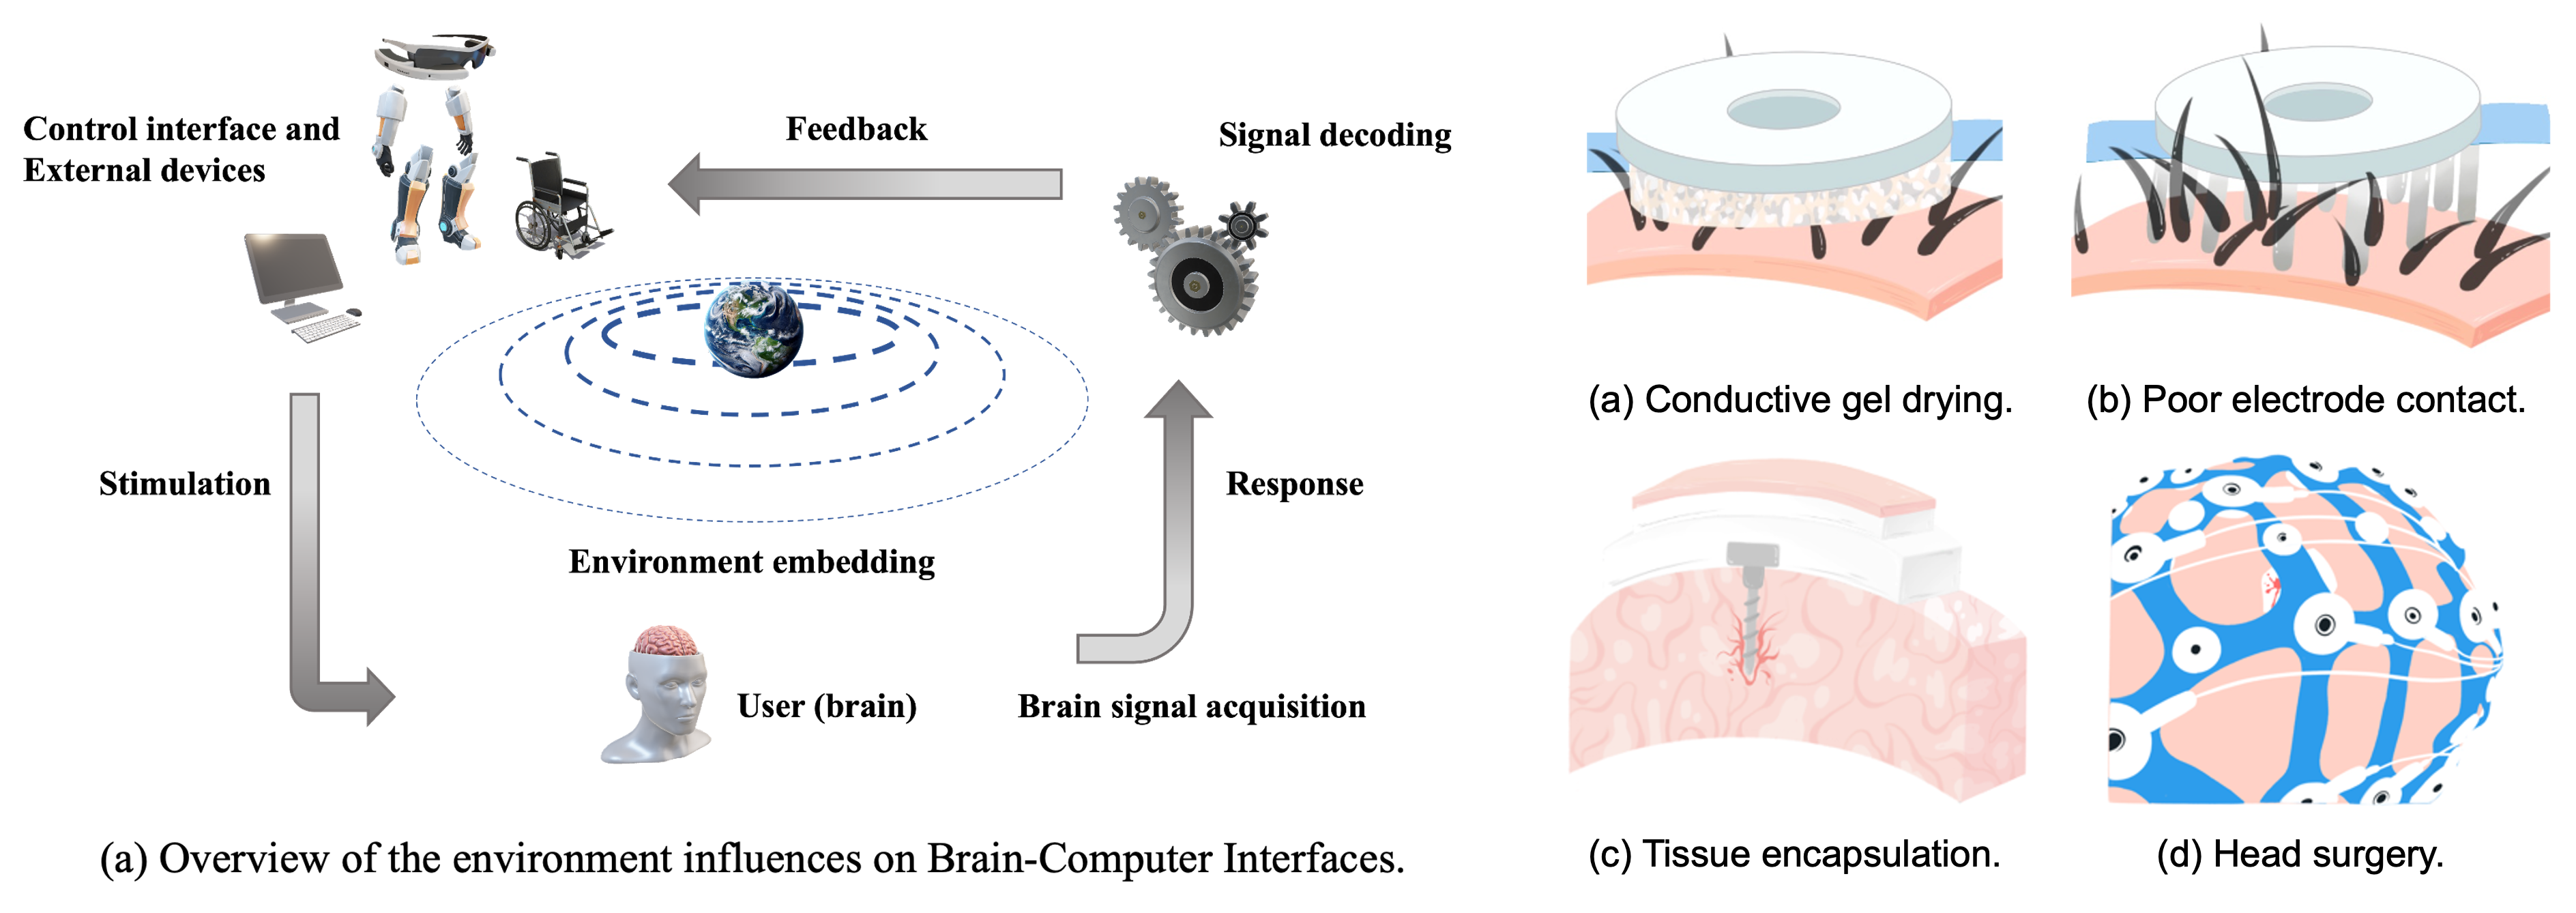 Control interface and
External devices
Feedback
Signal decoding
Stimulation
Response
Environment embedding
User (brain)
Brain signal acquisition
(a) Overview of the environment influences on Brain-Computer Interfaces.
(a) Conductive gel drying.
(b) Poor electrode contact.
(c) Tissue encapsulation.
(d) Head surgery.